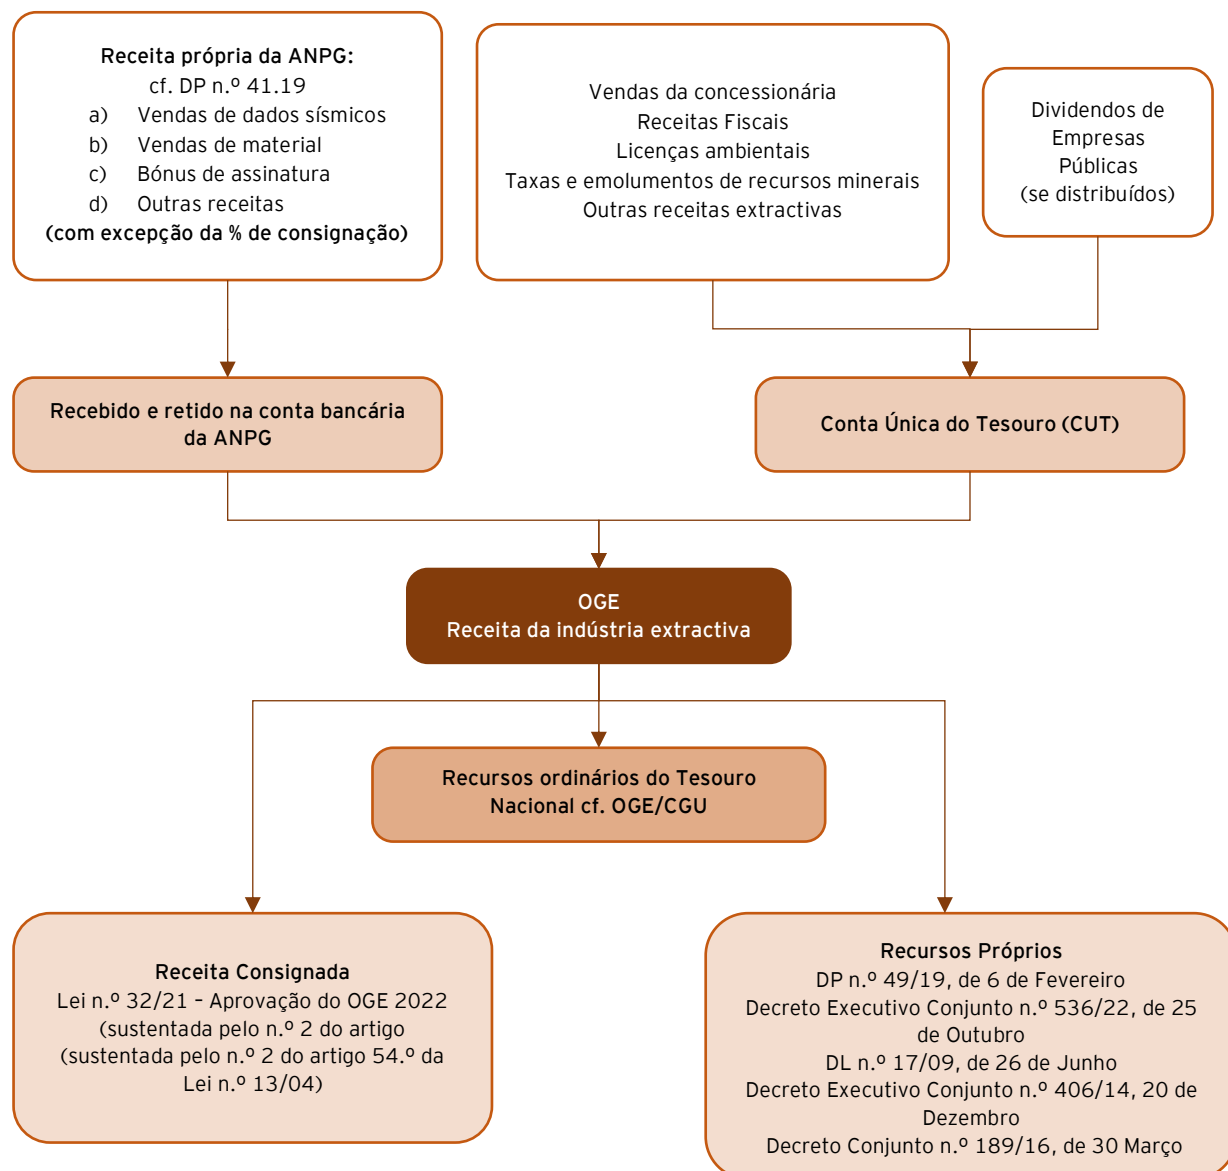 Receita própria da ANPG:
cf. DP n.º 41.19
a) Vendas de dados sísmicos
b) Vendas de material
c) Bónus de assinatura
d) Outras receitas
(com excepção da % de consignação)
Vendas da concessionária
Receitas Fiscais
Licenças ambientais
Taxas e emolumentos de recursos minerais
Outras receitas extractivas
Dividendos de
Empresas
Públicas
(se distribuídos)
Recebido e retido na conta bancária
da ANPG
Conta Única do Tesouro (CUT)
OGE
Receita da indústria extractiva
Recursos ordinários do Tesouro
Nacional cf. OGE/CGU
Receita Consignada
Lei n.º 32/21 – Aprovação do OGE 2022
(sustentada pelo n.º 2 do artigo
(sustentada pelo n.º 2 do artigo 54.º da
Lei n.º 13/04)
Recursos Próprios
DP n.º 49/19, de 6 de Fevereiro
Decreto Executivo Conjunto n.º 536/22, de 25
de Outubro
DL n.º 17/09, de 26 de Junho
Decreto Executivo Conjunto n.º 406/14, 20 de
Dezembro
Decreto Conjunto n.º 189/16, de 30 Março